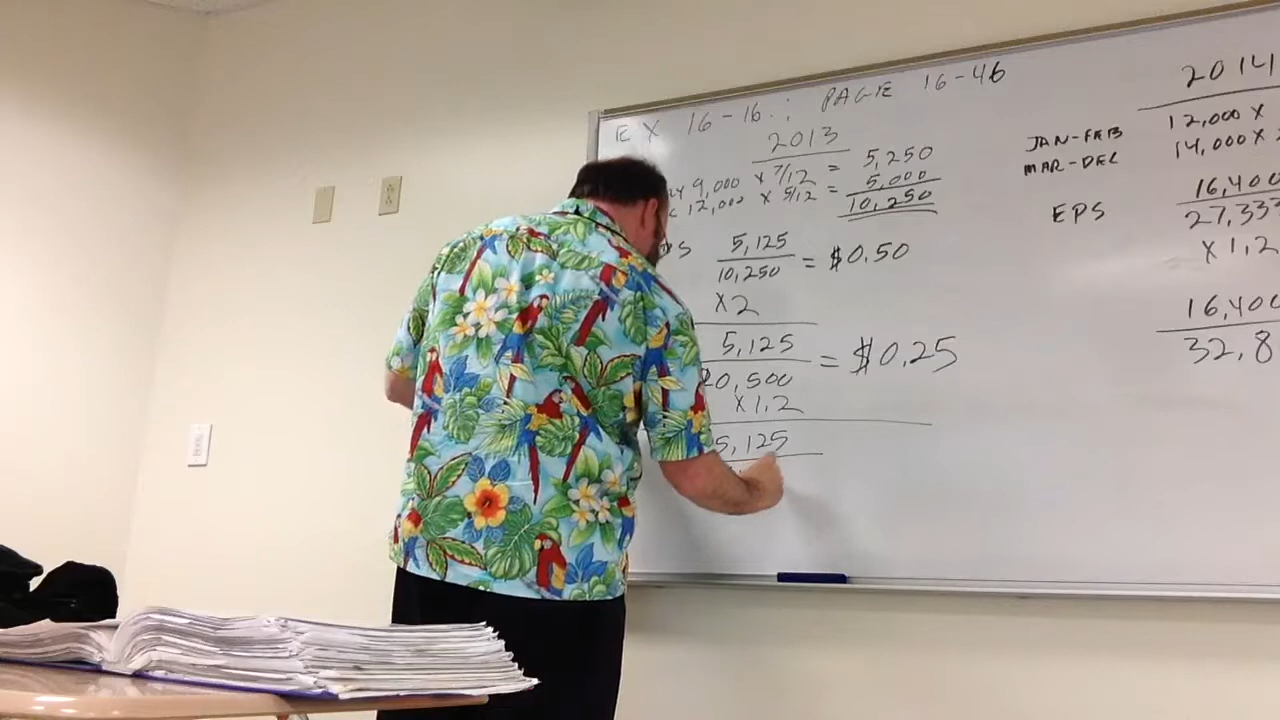 EX 16-16.: PAGE 16-46
2013
9,000 x 7/12 = 5,250
12,000 x 5/12 = 5,000
10,250
5,125
10,250
= $0.50
x2
5,125
20,500
= $0.25
x1.2
5,125
2014
JAN-FEB 12,000 x
MAR-DEC 14,000 x
EPS
16,400
27,333
x1.2
16,400
32,8